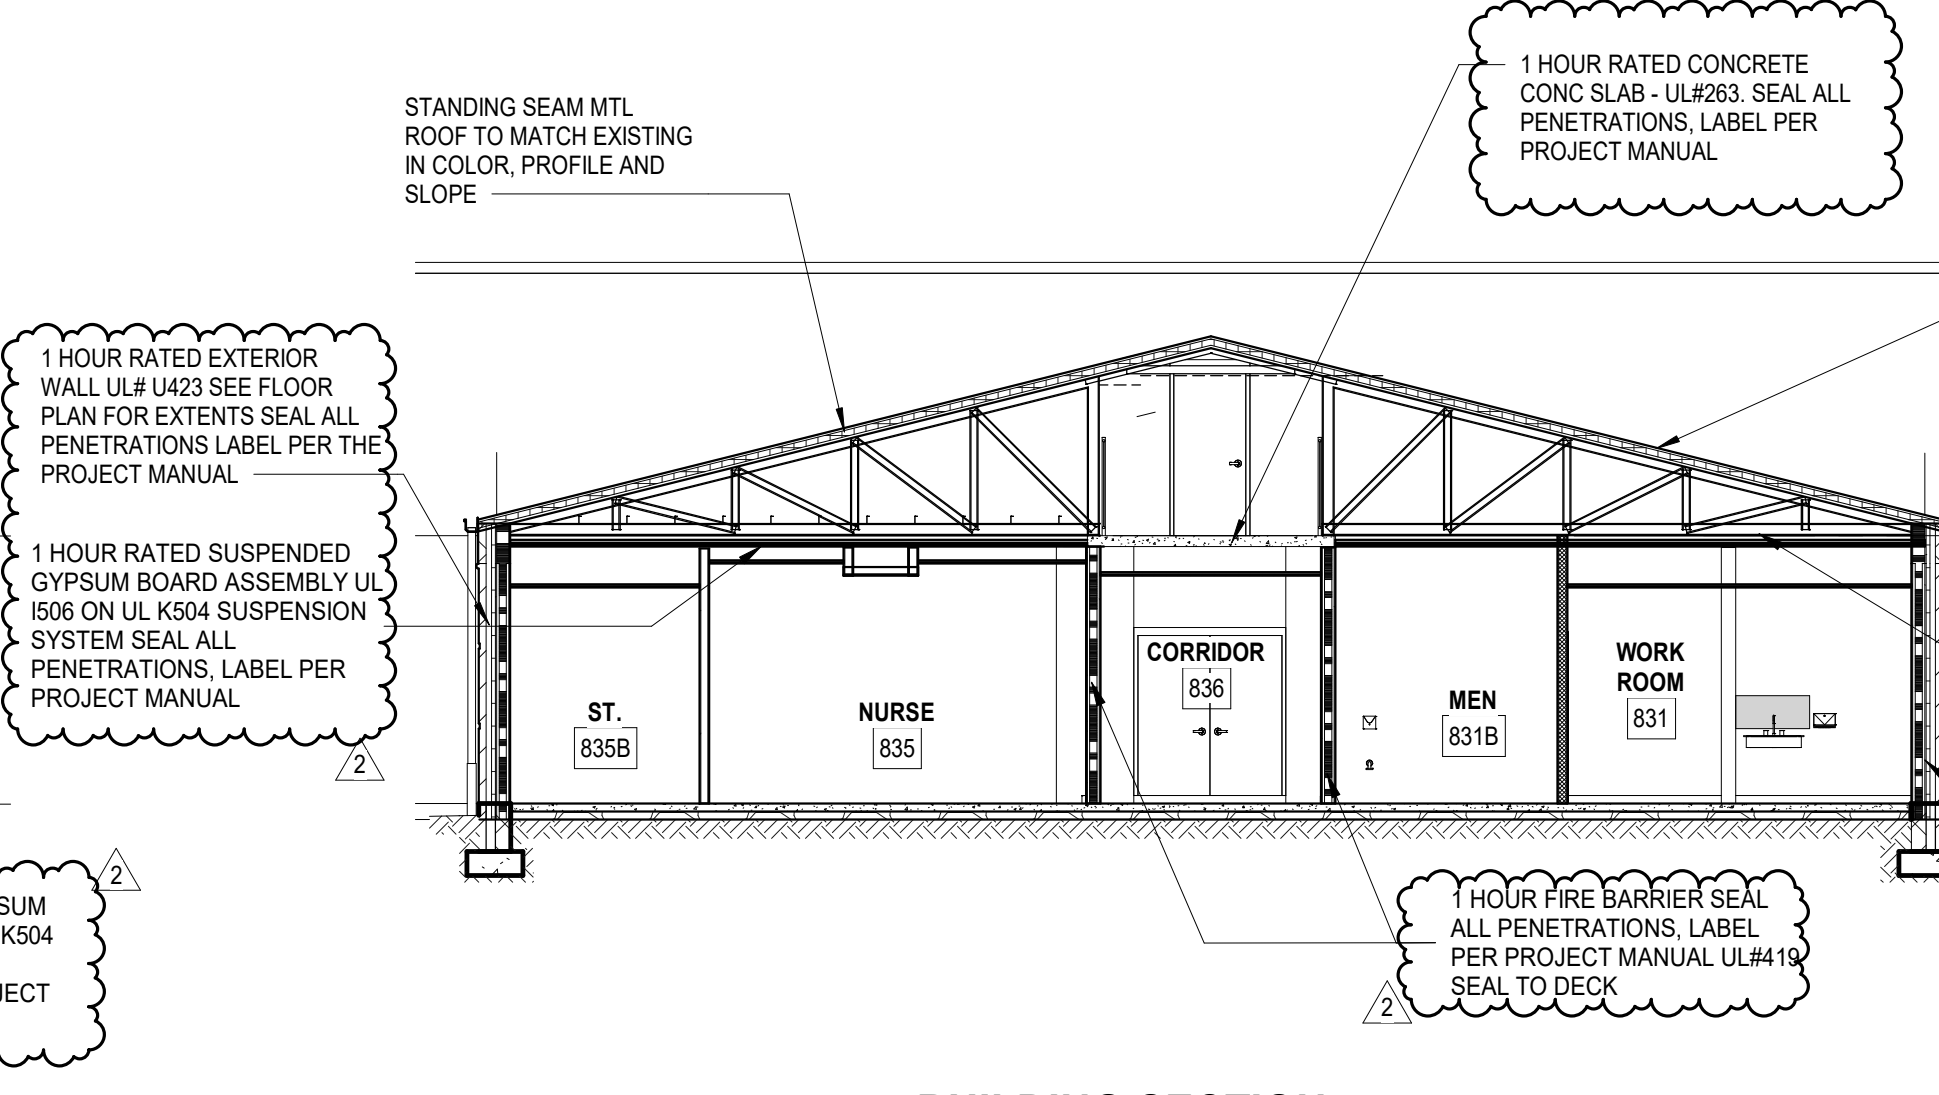 1 HOUR RATED CONCRETE
CONC SLAB - UL#263. SEAL ALL
PENETRATIONS, LABEL PER
PROJECT MANUAL
STANDING SEAM MTL
ROOF TO MATCH EXISTING
IN COLOR, PROFILE AND
SLOPE
1 HOUR RATED EXTERIOR
WALL UL# U423 SEE FLOOR
PLAN FOR EXTENTS SEAL ALL
PENETRATIONS LABEL PER THE
PROJECT MANUAL
1 HOUR RATED SUSPENDED
GYPSUM BOARD ASSEMBLY UL
I506 ON UL K504 SUSPENSION
SYSTEM SEAL ALL
PENETRATIONS, LABEL PER
PROJECT MANUAL
2
ST.
835B
NURSE
835
CORRIDOR
836
MEN
831B
WORK
ROOM
831
2
SUM
K504
JECT
1 HOUR FIRE BARRIER SEAL
ALL PENETRATIONS, LABEL
PER PROJECT MANUAL UL#419
SEAL TO DECK
2
BUILDING SECTION